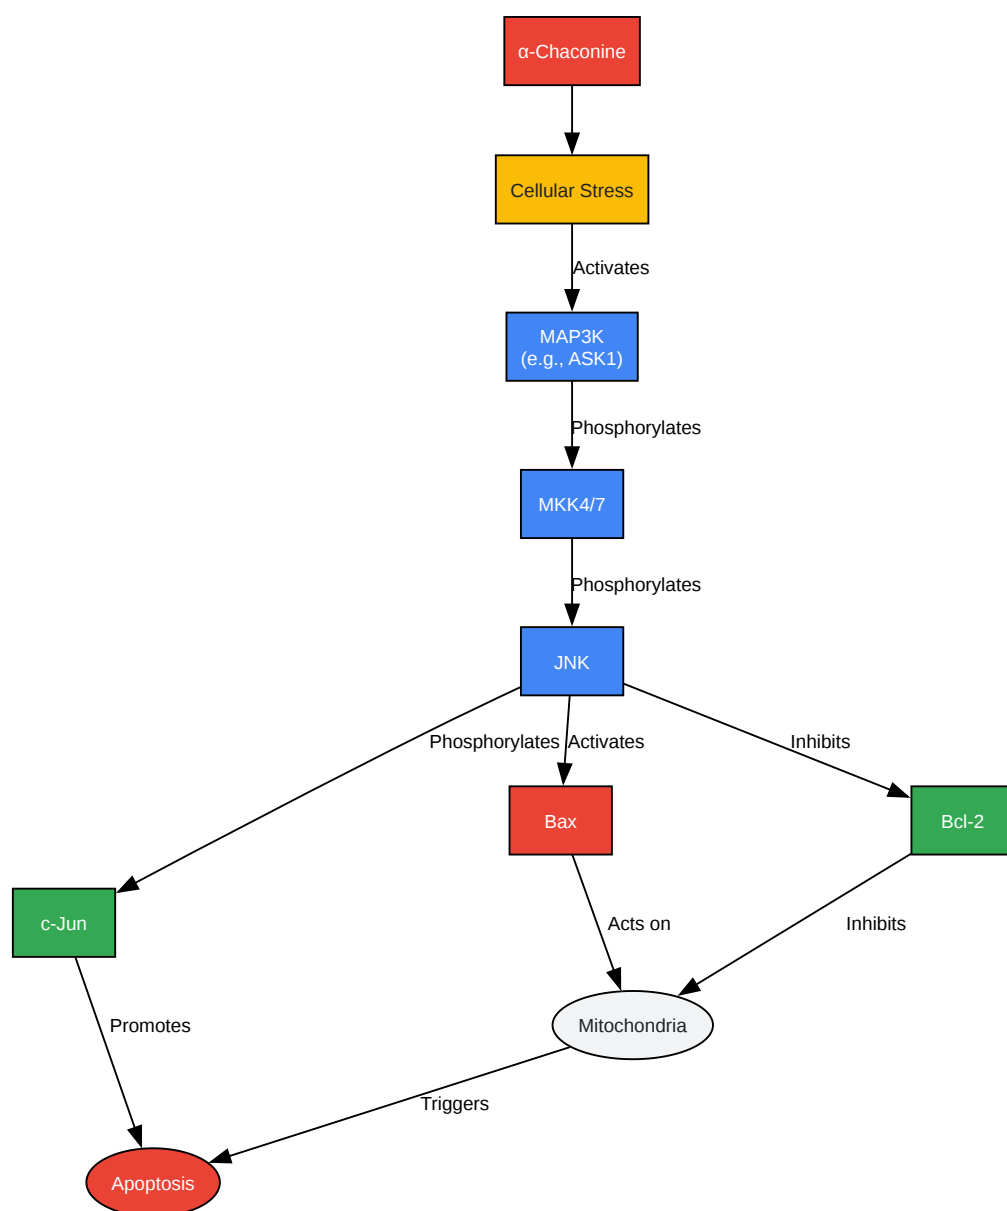 α-Chaconine
Cellular Stress
Activates
MAP3K
(e.g., ASK1)
Phosphorylates
MKK4/7
Phosphorylates
JNK
Phosphorylates
Activates
Inhibits
Bax
Bcl-2
c-Jun
Acts on
Inhibits
Promotes
Mitochondria
Triggers
Apoptosis